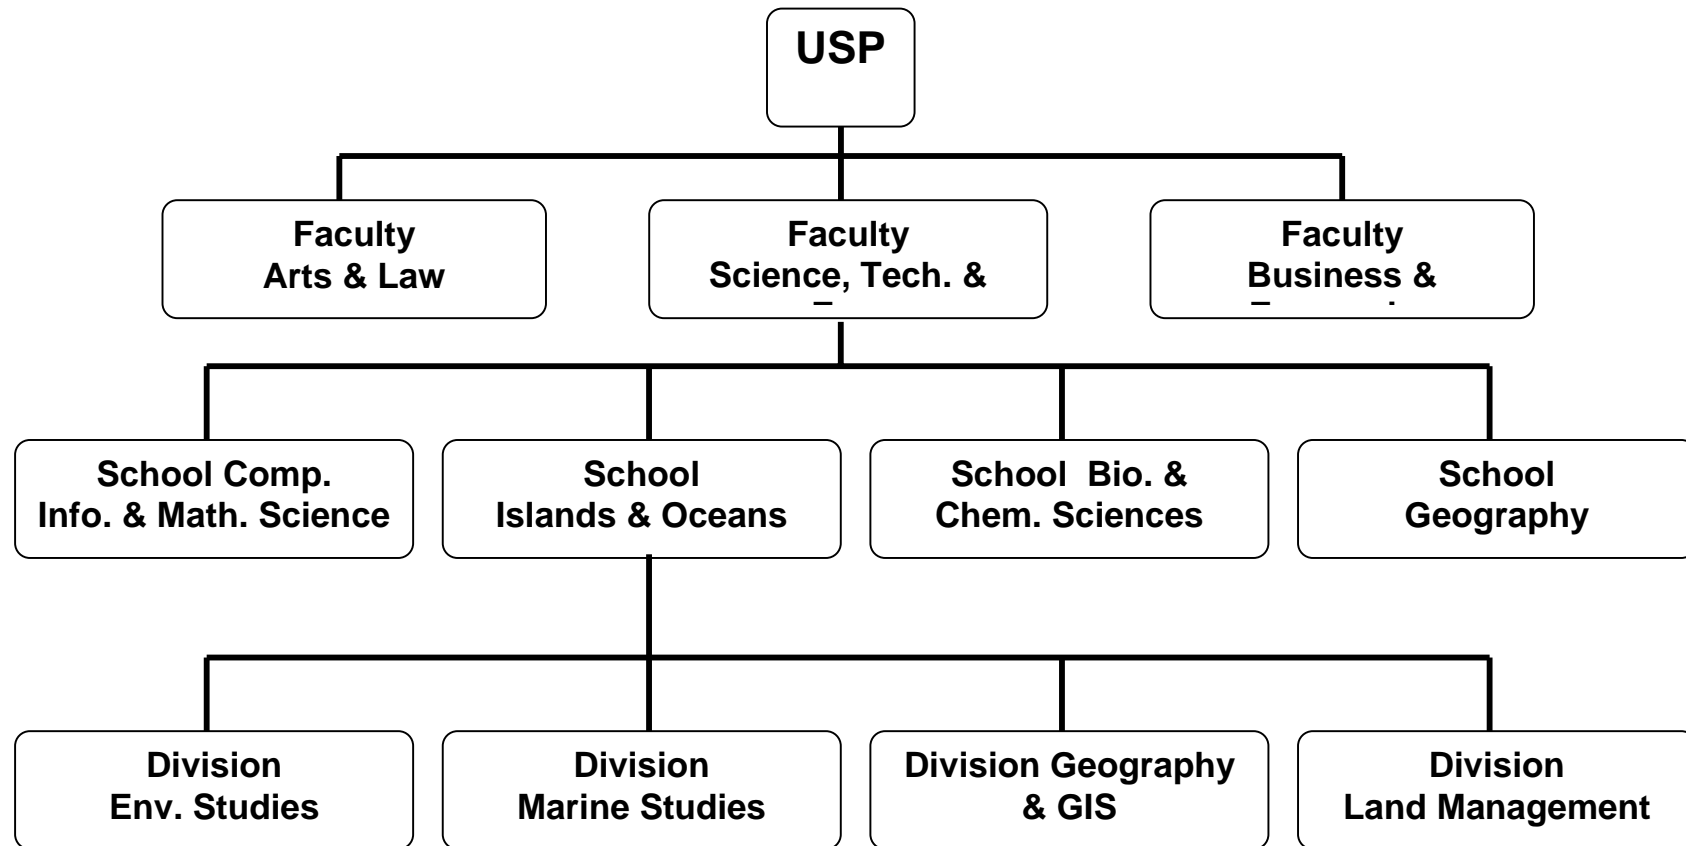 USP
Faculty
Arts & Law
Faculty
Science, Tech. &
Faculty
Business &
School Comp.
Info. & Math. Science
School
Islands & Oceans
School Bio. &
Chem. Sciences
School
Geography
Division
Env. Studies
Division
Marine Studies
Division Geography
& GIS
Division
Land Management